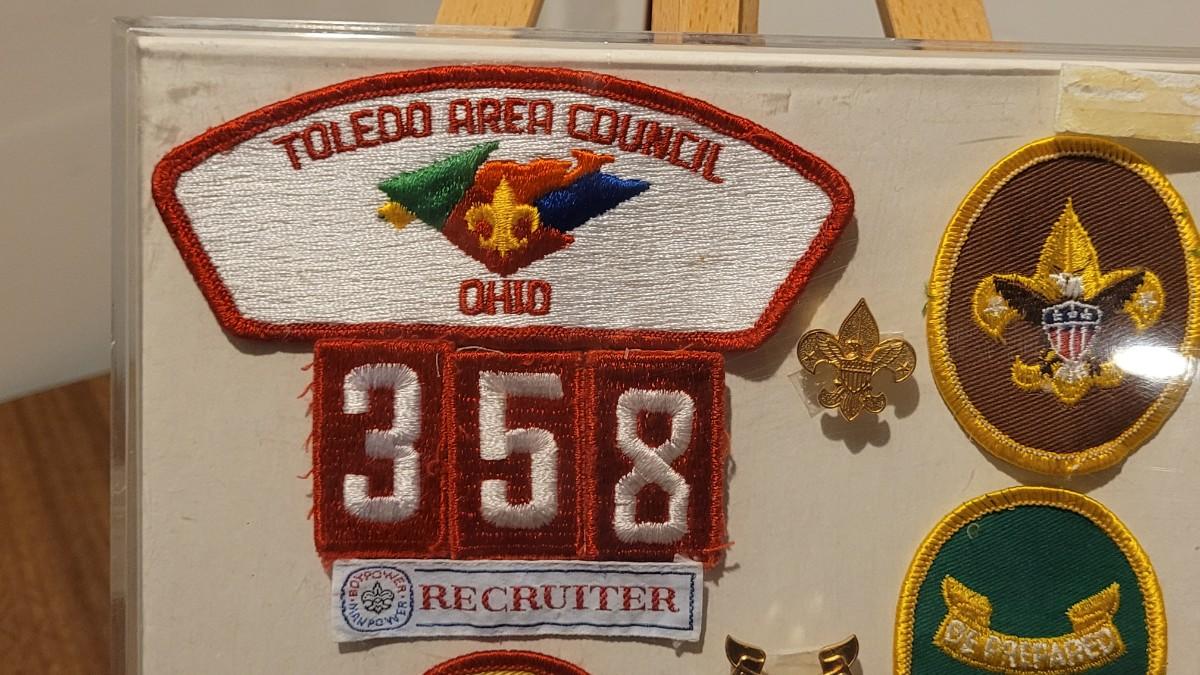 TOLEDO AREA COUNCIL
OHIO
358
BOYPOWER MANPOWER
RECRUITER
BE PREPARED